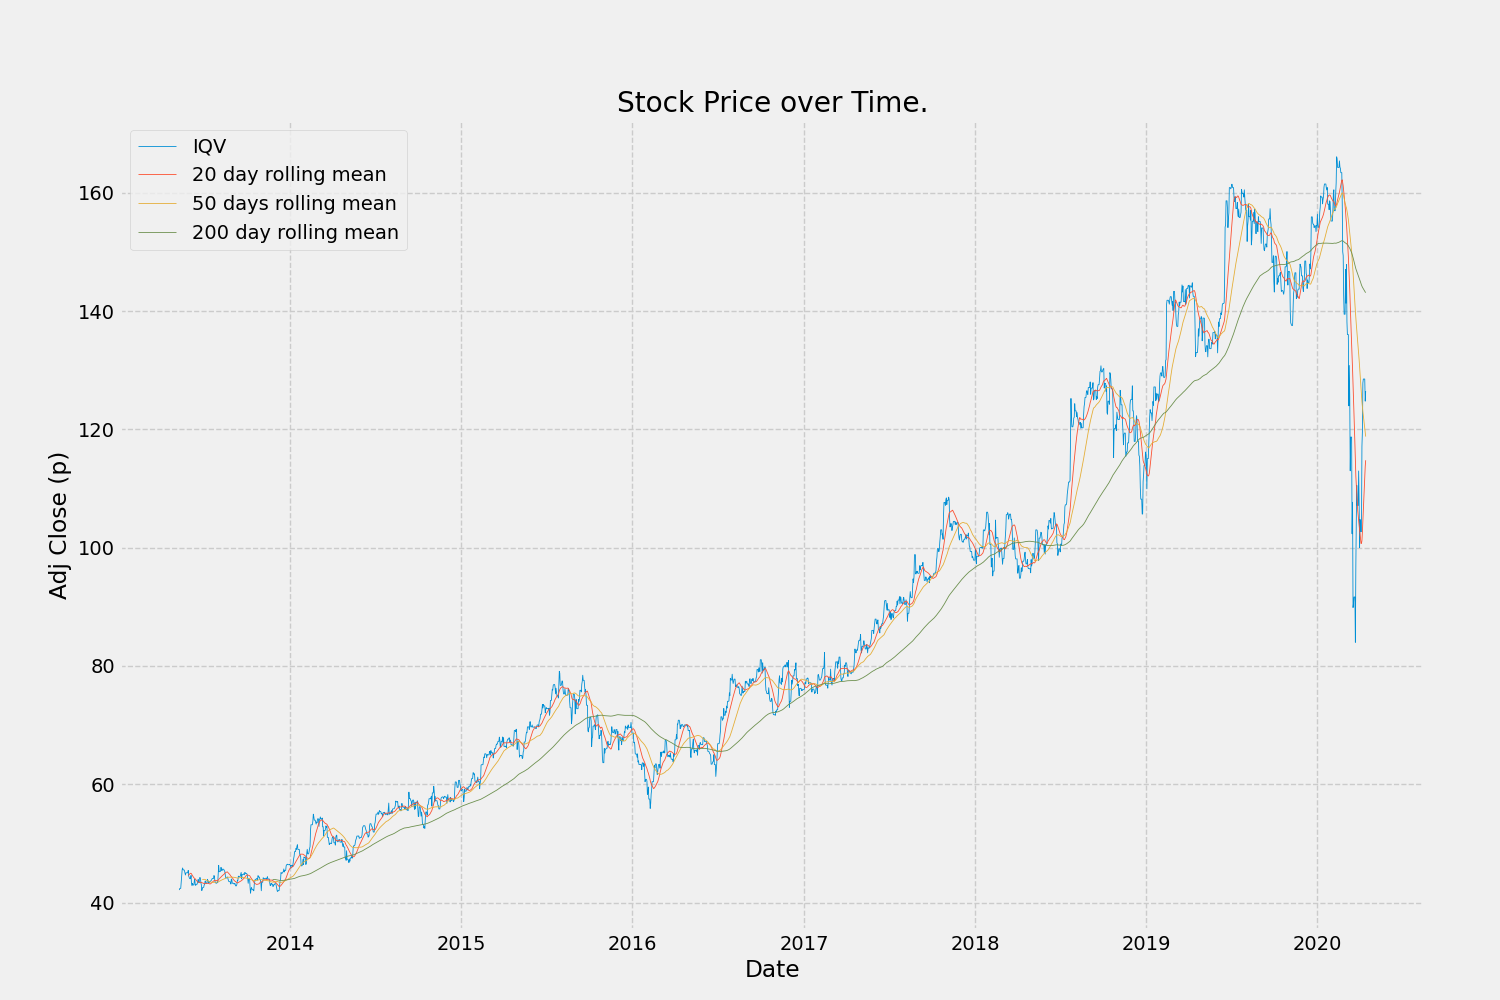 Stock Price over Time.
IQV
20 day rolling mean
50 days rolling mean
200 day rolling mean
160
140
120
100
80
60
40
Adj Close (p)
2014 2015 2016 2017 2018 2019 2020
Date